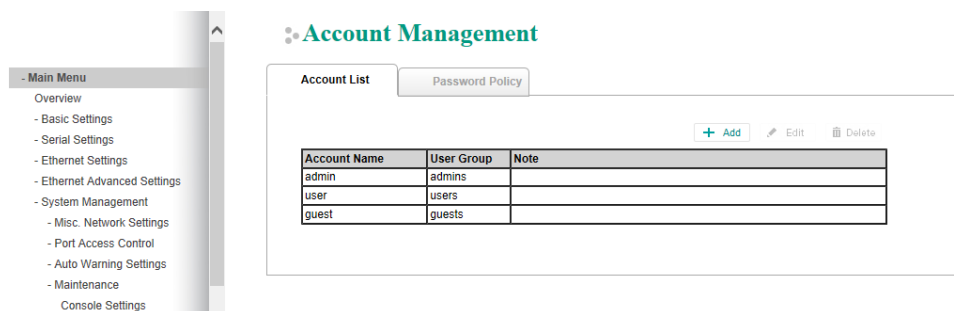 Account Management
- Main Menu
Overview
- Basic Settings
- Serial Settings
- Ethernet Settings
- Ethernet Advanced Settings
- System Management
- Misc. Network Settings
- Port Access Control
- Auto Warning Settings
- Maintenance
Console Settings
Account List Password Policy
+ Add Edit Delete
Account Name User Group Note
admin admins
user users
guest guests